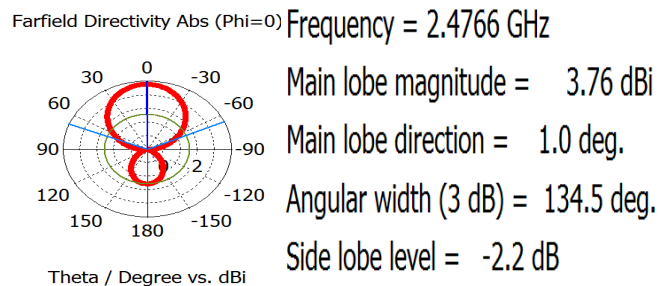 Farfield Directivity Abs (Phi=0)
0
30 -30
60 -60
90 0 2 -90
120 -120
150 -150
180
Theta / Degree vs. dBi
Frequency = 2.4766 GHz
Main lobe magnitude = 3.76 dBi
Main lobe direction = 1.0 deg.
Angular width (3 dB) = 134.5 deg.
Side lobe level = -2.2 dB